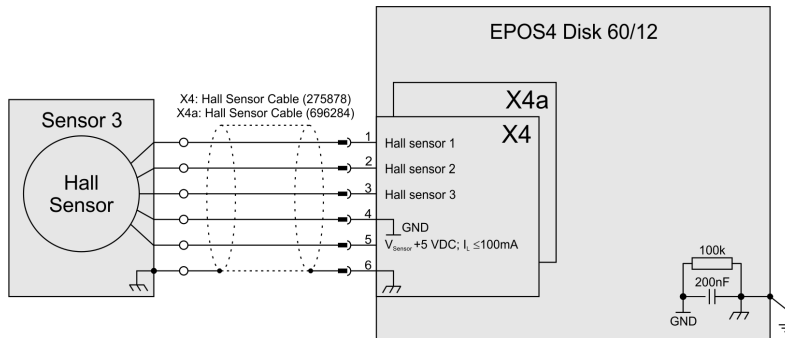 EPOS4 Disk 60/12
X4: Hall Sensor Cable (275878)
X4a: Hall Sensor Cable (696284)
X4a
Sensor 3
X4
1
Hall sensor 1
2
Hall sensor 2
Hall
Sensor
3
Hall sensor 3
4
GND
5
VSensor +5 VDC; IL ≤100mA
6
100k
200nF
GND